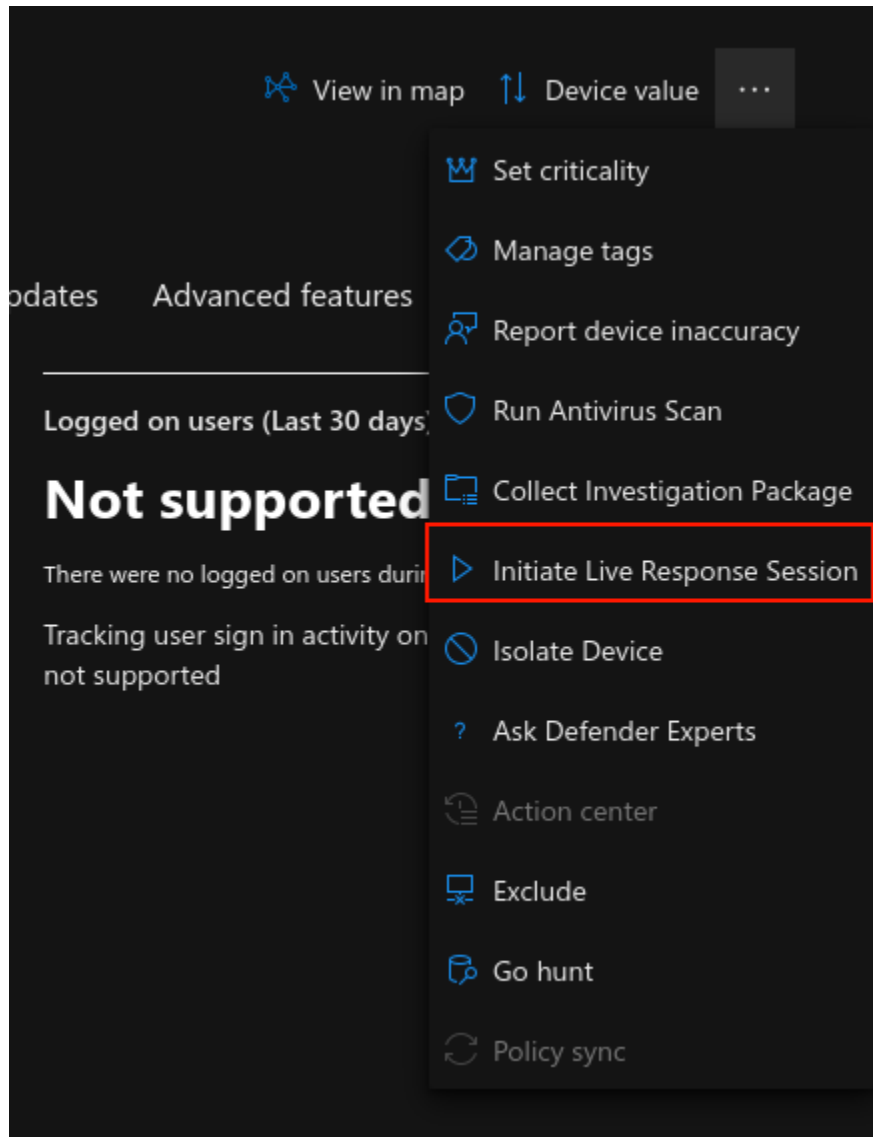 View in map
Device value
...
Set criticality
Manage tags
Advanced features
Report device inaccuracy
Run Antivirus Scan
Logged on users (Last 30 days)
Collect Investigation Package
Not supported
Initiate Live Response Session
There were no logged on users
Isolate Device
Tracking user sign in activity on
not supported
? Ask Defender Experts
Action center
Exclude
Go hunt
Policy sync